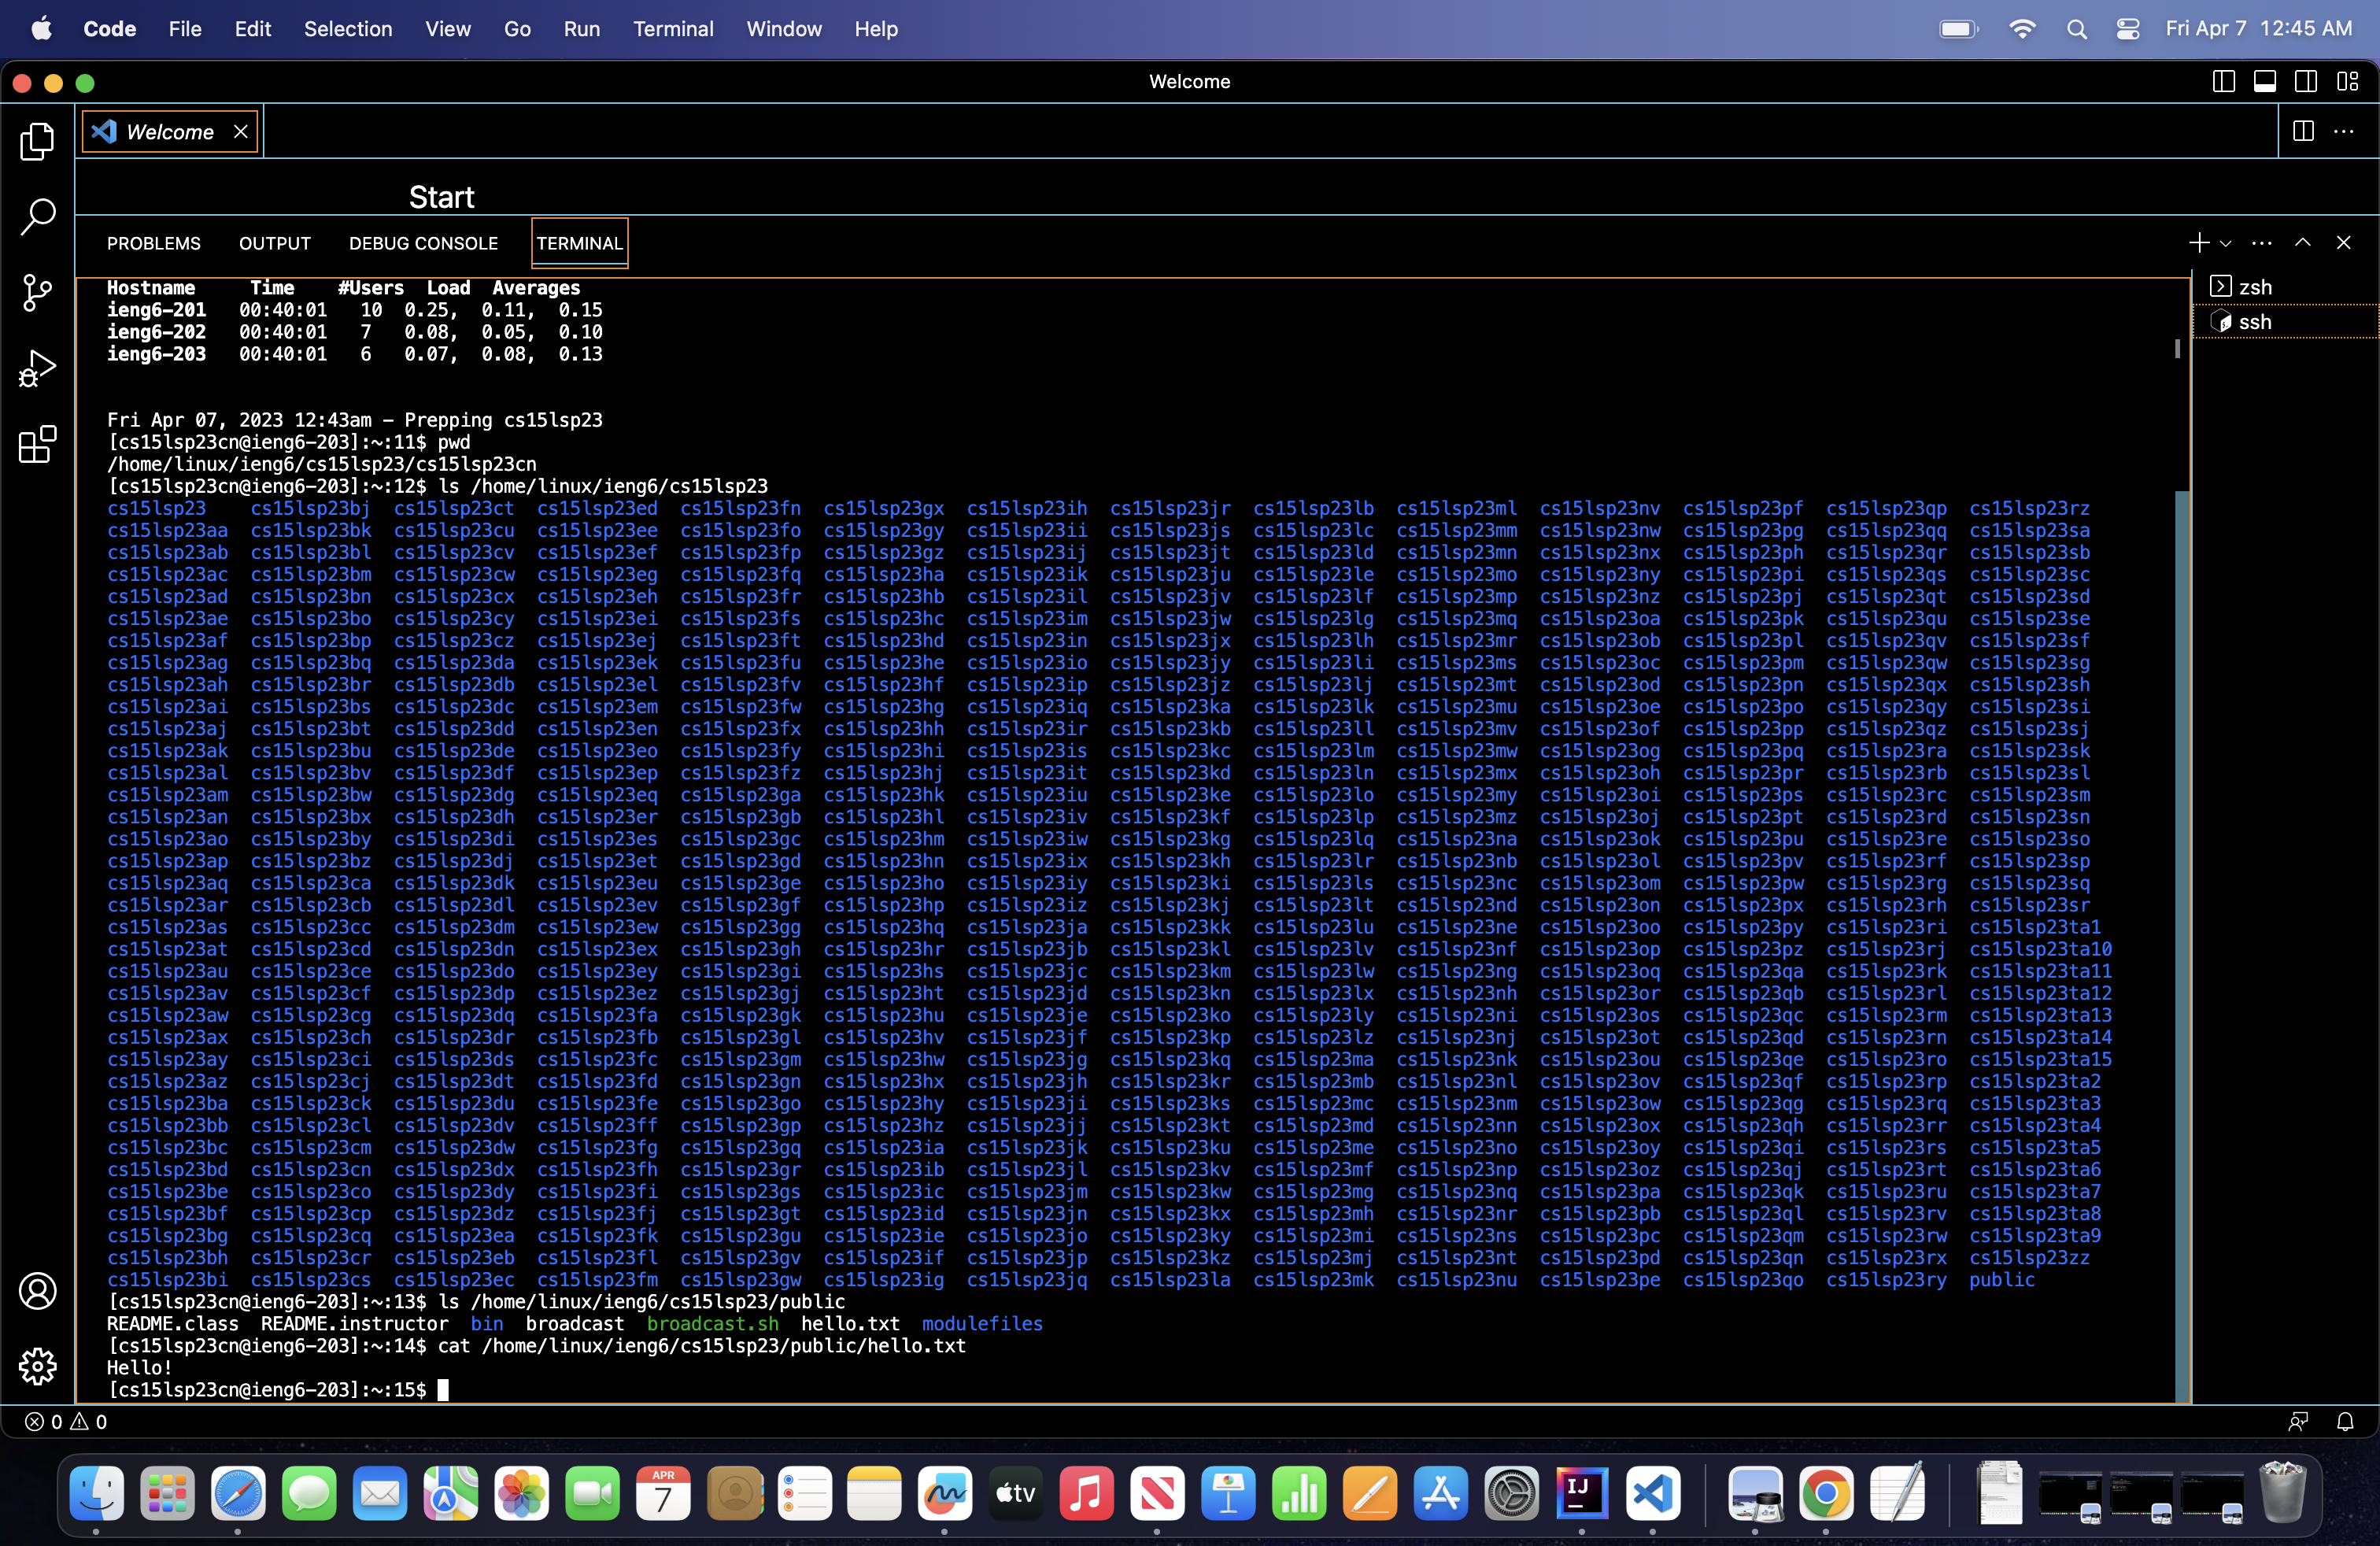 Code File Edit Selection View Go Run Terminal Window Help Fri Apr 7 12:45 AM
Welcome
Welcome
Start
PROBLEMS OUTPUT DEBUG CONSOLE TERMINAL
zsh
ssh
Hostname Time #Users Load Averages
ieng6-201 00:40:01 10 0.25, 0.11, 0.15
ieng6-202 00:40:01 7 0.08, 0.05, 0.10
ieng6-203 00:40:01 6 0.07, 0.08, 0.13
Fri Apr 07, 2023 12:43am - Prepping cs15lsp23
[cs15lsp23cn@ieng6-203]:~:11$ pwd
/home/linux/ieng6/cs15lsp23/cs15lsp23cn
[cs15lsp23cn@ieng6-203]:~:12$ ls /home/linux/ieng6/cs15lsp23
cs15lsp23 cs15lsp23bj cs15lsp23ct cs15lsp23ed cs15lsp23fn cs15lsp23gx cs15lsp23ih cs15lsp23jr cs15lsp23lb cs15lsp23ml cs15lsp23nv cs15lsp23pf cs15lsp23qp cs15lsp23rz
cs15lsp23aa cs15lsp23bk cs15lsp23cu cs15lsp23ee cs15lsp23fo cs15lsp23gy cs15lsp23ii cs15lsp23js cs15lsp23lc cs15lsp23mm cs15lsp23nw cs15lsp23pg cs15lsp23qq cs15lsp23sa
cs15lsp23ab cs15lsp23bl cs15lsp23cv cs15lsp23ef cs15lsp23fp cs15lsp23gz cs15lsp23ij cs15lsp23jt cs15lsp23ld cs15lsp23mn cs15lsp23nx cs15lsp23ph cs15lsp23qr cs15lsp23sb
cs15lsp23ac cs15lsp23bm cs15lsp23cw cs15lsp23eg cs15lsp23fq cs15lsp23ha cs15lsp23ik cs15lsp23ju cs15lsp23le cs15lsp23mo cs15lsp23ny cs15lsp23pi cs15lsp23qs cs15lsp23sc
cs15lsp23ad cs15lsp23bn cs15lsp23cx cs15lsp23eh cs15lsp23fr cs15lsp23hb cs15lsp23il cs15lsp23jv cs15lsp23lf cs15lsp23mp cs15lsp23nz cs15lsp23pj cs15lsp23qt cs15lsp23sd
cs15lsp23ae cs15lsp23bo cs15lsp23cy cs15lsp23ei cs15lsp23fs cs15lsp23hc cs15lsp23im cs15lsp23jw cs15lsp23lg cs15lsp23mq cs15lsp23oa cs15lsp23pk cs15lsp23qu cs15lsp23se
cs15lsp23af cs15lsp23bp cs15lsp23cz cs15lsp23ej cs15lsp23ft cs15lsp23hd cs15lsp23in cs15lsp23jx cs15lsp23lh cs15lsp23mr cs15lsp23ob cs15lsp23pl cs15lsp23qv cs15lsp23sf
cs15lsp23ag cs15lsp23bq cs15lsp23da cs15lsp23ek cs15lsp23fu cs15lsp23he cs15lsp23io cs15lsp23jy cs15lsp23li cs15lsp23ms cs15lsp23oc cs15lsp23pm cs15lsp23qw cs15lsp23sg
cs15lsp23ah cs15lsp23br cs15lsp23db cs15lsp23el cs15lsp23fv cs15lsp23hf cs15lsp23ip cs15lsp23jz cs15lsp23lj cs15lsp23mt cs15lsp23od cs15lsp23pn cs15lsp23qx cs15lsp23sh
cs15lsp23ai cs15lsp23bs cs15lsp23dc cs15lsp23em cs15lsp23fw cs15lsp23hg cs15lsp23iq cs15lsp23ka cs15lsp23lk cs15lsp23mu cs15lsp23oe cs15lsp23po cs15lsp23qy cs15lsp23si
cs15lsp23aj cs15lsp23bt cs15lsp23dd cs15lsp23en cs15lsp23fx cs15lsp23hh cs15lsp23ir cs15lsp23kb cs15lsp23ll cs15lsp23mv cs15lsp23of cs15lsp23pp cs15lsp23qz cs15lsp23sj
cs15lsp23ak cs15lsp23bu cs15lsp23de cs15lsp23eo cs15lsp23fy cs15lsp23hi cs15lsp23is cs15lsp23kc cs15lsp23lm cs15lsp23mw cs15lsp23og cs15lsp23pq cs15lsp23ra cs15lsp23sk
cs15lsp23al cs15lsp23bv cs15lsp23df cs15lsp23ep cs15lsp23fz cs15lsp23hj cs15lsp23it cs15lsp23kd cs15lsp23ln cs15lsp23mx cs15lsp23oh cs15lsp23pr cs15lsp23rb cs15lsp23sl
cs15lsp23am cs15lsp23bw cs15lsp23dg cs15lsp23eq cs15lsp23ga cs15lsp23hk cs15lsp23iu cs15lsp23ke cs15lsp23lo cs15lsp23my cs15lsp23oi cs15lsp23ps cs15lsp23rc cs15lsp23sm
cs15lsp23an cs15lsp23bx cs15lsp23dh cs15lsp23er cs15lsp23gb cs15lsp23hl cs15lsp23iv cs15lsp23kf cs15lsp23lp cs15lsp23mz cs15lsp23oj cs15lsp23pt cs15lsp23rd cs15lsp23sn
cs15lsp23ao cs15lsp23by cs15lsp23di cs15lsp23es cs15lsp23gc cs15lsp23hm cs15lsp23iw cs15lsp23kg cs15lsp23lq cs15lsp23na cs15lsp23ok cs15lsp23pu cs15lsp23re cs15lsp23so
cs15lsp23ap cs15lsp23bz cs15lsp23dj cs15lsp23et cs15lsp23gd cs15lsp23hn cs15lsp23ix cs15lsp23kh cs15lsp23lr cs15lsp23nb cs15lsp23ol cs15lsp23pv cs15lsp23rf cs15lsp23sp
cs15lsp23aq cs15lsp23ca cs15lsp23dk cs15lsp23eu cs15lsp23ge cs15lsp23ho cs15lsp23iy cs15lsp23ki cs15lsp23ls cs15lsp23nc cs15lsp23om cs15lsp23pw cs15lsp23rg cs15lsp23sq
cs15lsp23ar cs15lsp23cb cs15lsp23dl cs15lsp23ev cs15lsp23gf cs15lsp23hp cs15lsp23iz cs15lsp23kj cs15lsp23lt cs15lsp23nd cs15lsp23on cs15lsp23px cs15lsp23rh cs15lsp23sr
cs15lsp23as cs15lsp23cc cs15lsp23dm cs15lsp23ew cs15lsp23gg cs15lsp23hq cs15lsp23ja cs15lsp23kk cs15lsp23lu cs15lsp23ne cs15lsp23oo cs15lsp23py cs15lsp23ri cs15lsp23ta1
cs15lsp23at cs15lsp23cd cs15lsp23dn cs15lsp23ex cs15lsp23gh cs15lsp23hr cs15lsp23jb cs15lsp23kl cs15lsp23lv cs15lsp23nf cs15lsp23op cs15lsp23pz cs15lsp23rj cs15lsp23ta10
cs15lsp23au cs15lsp23ce cs15lsp23do cs15lsp23ey cs15lsp23gi cs15lsp23hs cs15lsp23jc cs15lsp23km cs15lsp23lw cs15lsp23ng cs15lsp23oq cs15lsp23qa cs15lsp23rk cs15lsp23ta11
cs15lsp23av cs15lsp23cf cs15lsp23dp cs15lsp23ez cs15lsp23gj cs15lsp23ht cs15lsp23jd cs15lsp23kn cs15lsp23lx cs15lsp23nh cs15lsp23or cs15lsp23qb cs15lsp23rl cs15lsp23ta12
cs15lsp23aw cs15lsp23cg cs15lsp23dq cs15lsp23fa cs15lsp23gk cs15lsp23hu cs15lsp23je cs15lsp23ko cs15lsp23ly cs15lsp23ni cs15lsp23os cs15lsp23qc cs15lsp23rm cs15lsp23ta13
cs15lsp23ax cs15lsp23ch cs15lsp23dr cs15lsp23fb cs15lsp23gl cs15lsp23hv cs15lsp23jf cs15lsp23kp cs15lsp23lz cs15lsp23nj cs15lsp23ot cs15lsp23qd cs15lsp23rn cs15lsp23ta14
cs15lsp23ay cs15lsp23ci cs15lsp23ds cs15lsp23fc cs15lsp23gm cs15lsp23hw cs15lsp23jg cs15lsp23kq cs15lsp23ma cs15lsp23nk cs15lsp23ou cs15lsp23qe cs15lsp23ro cs15lsp23ta15
cs15lsp23az cs15lsp23cj cs15lsp23dt cs15lsp23fd cs15lsp23gn cs15lsp23hx cs15lsp23jh cs15lsp23kr cs15lsp23mb cs15lsp23nl cs15lsp23ov cs15lsp23qf cs15lsp23rp cs15lsp23ta2
cs15lsp23ba cs15lsp23ck cs15lsp23du cs15lsp23fe cs15lsp23go cs15lsp23hy cs15lsp23ji cs15lsp23ks cs15lsp23mc cs15lsp23nm cs15lsp23ow cs15lsp23qg cs15lsp23rq cs15lsp23ta3
cs15lsp23bb cs15lsp23cl cs15lsp23dv cs15lsp23ff cs15lsp23gp cs15lsp23hz cs15lsp23jj cs15lsp23kt cs15lsp23md cs15lsp23nn cs15lsp23ox cs15lsp23qh cs15lsp23rr cs15lsp23ta4
cs15lsp23bc cs15lsp23cm cs15lsp23dw cs15lsp23fg cs15lsp23gq cs15lsp23ia cs15lsp23jk cs15lsp23ku cs15lsp23me cs15lsp23no cs15lsp23oy cs15lsp23qi cs15lsp23rs cs15lsp23ta5
cs15lsp23bd cs15lsp23cn cs15lsp23dx cs15lsp23fh cs15lsp23gr cs15lsp23ib cs15lsp23jl cs15lsp23kv cs15lsp23mf cs15lsp23np cs15lsp23oz cs15lsp23qj cs15lsp23rt cs15lsp23ta6
cs15lsp23be cs15lsp23co cs15lsp23dy cs15lsp23fi cs15lsp23gs cs15lsp23ic cs15lsp23jm cs15lsp23kw cs15lsp23mg cs15lsp23nq cs15lsp23pa cs15lsp23qk cs15lsp23ru cs15lsp23ta7
cs15lsp23bf cs15lsp23cp cs15lsp23dz cs15lsp23fj cs15lsp23gt cs15lsp23id cs15lsp23jn cs15lsp23kx cs15lsp23mh cs15lsp23nr cs15lsp23pb cs15lsp23ql cs15lsp23rv cs15lsp23ta8
cs15lsp23bg cs15lsp23cq cs15lsp23ea cs15lsp23fk cs15lsp23gu cs15lsp23ie cs15lsp23jo cs15lsp23ky cs15lsp23mi cs15lsp23ns cs15lsp23pc cs15lsp23qm cs15lsp23rw cs15lsp23ta9
cs15lsp23bh cs15lsp23cr cs15lsp23eb cs15lsp23fl cs15lsp23gv cs15lsp23if cs15lsp23jp cs15lsp23kz cs15lsp23mj cs15lsp23nt cs15lsp23pd cs15lsp23qn cs15lsp23rx cs15lsp23zz
cs15lsp23bi cs15lsp23cs cs15lsp23ec cs15lsp23fm cs15lsp23gw cs15lsp23ig cs15lsp23jq cs15lsp23la cs15lsp23mk cs15lsp23nu cs15lsp23pe cs15lsp23qo cs15lsp23ry public
[cs15lsp23cn@ieng6-203]:~:13$ ls /home/linux/ieng6/cs15lsp23/public
README.class README.instructor bin broadcast broadcast.sh hello.txt modulefiles
[cs15lsp23cn@ieng6-203]:~:14$ cat /home/linux/ieng6/cs15lsp23/public/hello.txt
Hello!
[cs15lsp23cn@ieng6-203]:~:15$
0 0
APR
7
tv
IJ